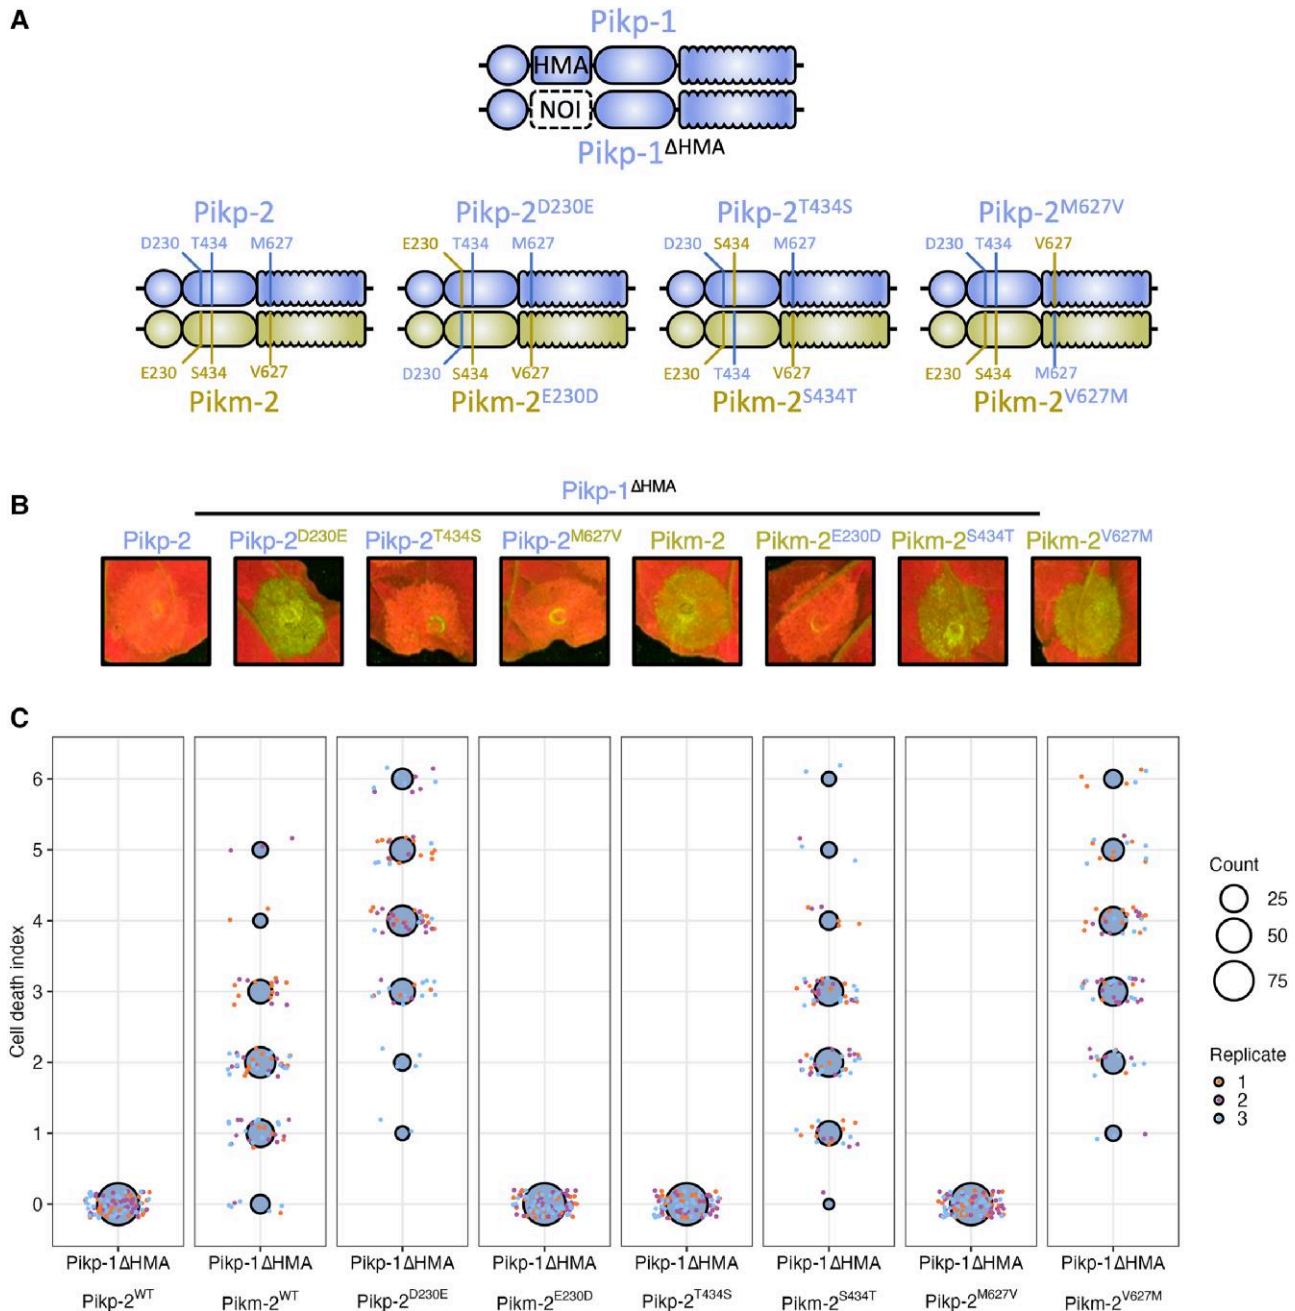 A
Pikp-1
HMA
NOI
Pikp-1ΔHMA
Pikp-2 Pikp-2D230E Pikp-2T434S Pikp-2M627V
D230 T434 M627 E230 T434 M627 D230 S434 M627 D230 T434 V627
E230 S434 V627 D230 S434 V627 E230 T434 V627 E230 S434 M627
Pikm-2 Pikm-2E230D Pikm-2S434T Pikm-2V627M
B
Pikp-1ΔHMA
Pikp-2 Pikp-2D230E Pikp-2T434S Pikp-2M627V Pikm-2 Pikm-2E230D Pikm-2S434T Pikm-2V627M
C
Cell death index
6
5
4
3
2
1
0
Pikp-1ΔHMA Pikp-1ΔHMA Pikp-1ΔHMA Pikp-1ΔHMA Pikp-1ΔHMA Pikp-1ΔHMA Pikp-1ΔHMA Pikp-1ΔHMA
Pikp-2WT Pikm-2WT Pikp-2D230E Pikm-2E230D Pikp-2T434S Pikm-2S434T Pikp-2M627V Pikm-2V627M
Count
25
50
75
Replicate
1
2
3